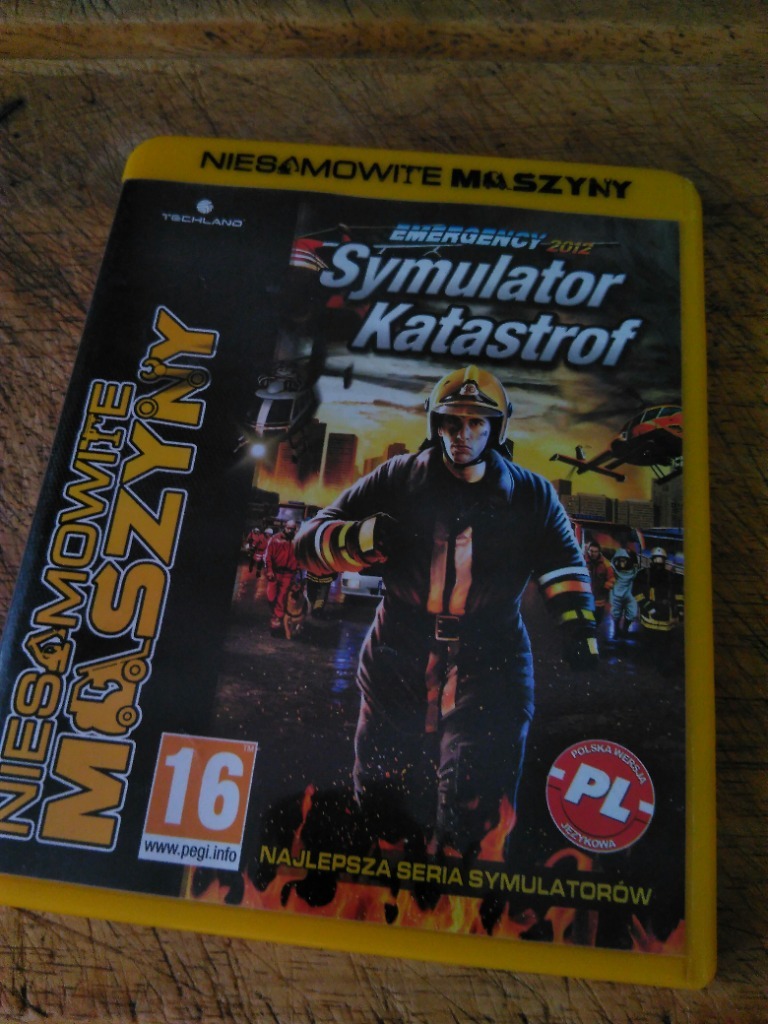 NIESAMOWITE MASZYNY
TECHLAND
EMERGENCY 2012
Symulator
Katastrof
NIESAMOWITE
MASZYNY
16
TM
www.pegi.info
POLSKA WERSJA
PL
JĘZYKOWA
NAJLEPSZA SERIA SYMULATORÓW